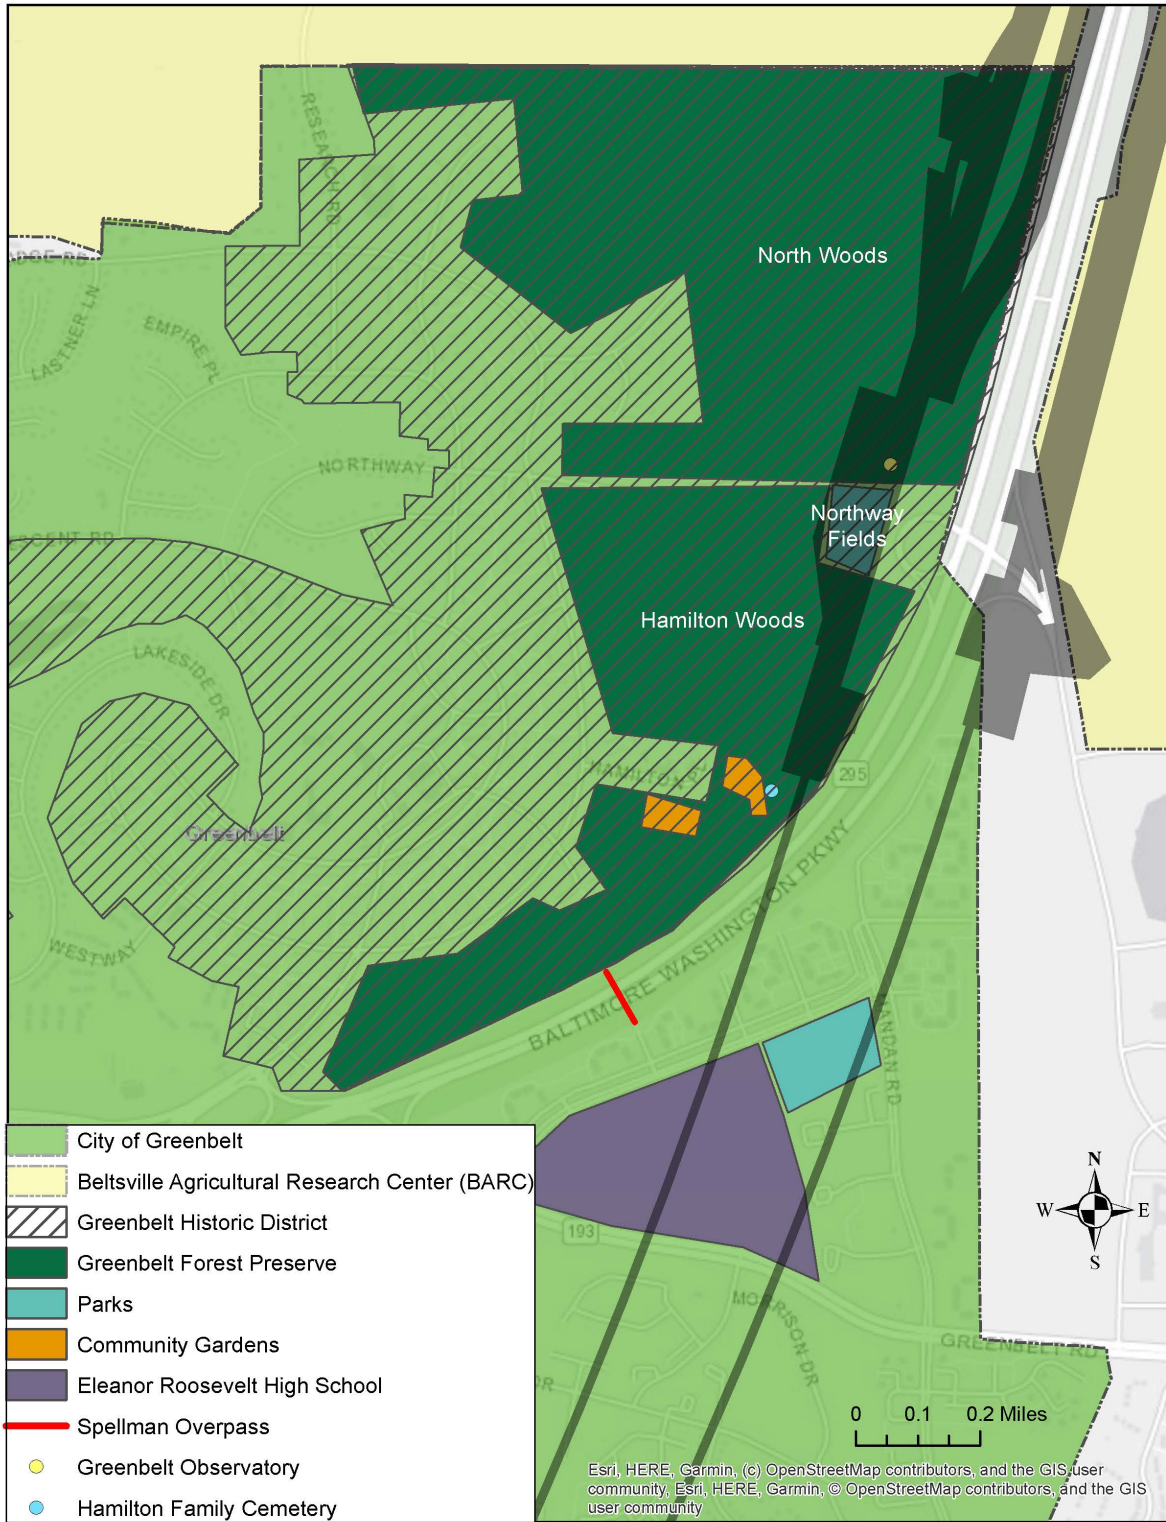 RESEARCH RD
North Woods
LASTNER LN
EMPIRE PL
NORTHWAY
Northway
Fields
Hamilton Woods
LAKESIDE DR
HAMILTON PL
295
Greenbelt
BALTIMORE WASHINGTON PKWY
WESTWAY
City of Greenbelt
Beltsville Agricultural Research Center (BARC)
Greenbelt Historic District
Greenbelt Forest Preserve
Parks
Community Gardens
Eleanor Roosevelt High School
Spellman Overpass
Greenbelt Observatory
Hamilton Family Cemetery
193
MORRISON DR
GREENBELT RD
DR
N
W
E
S
0 0.1 0.2 Miles
Esri, HERE, Garmin, (c) OpenStreetMap contributors, and the GIS user
community, Esri, HERE, Garmin, © OpenStreetMap contributors, and the GIS
user community